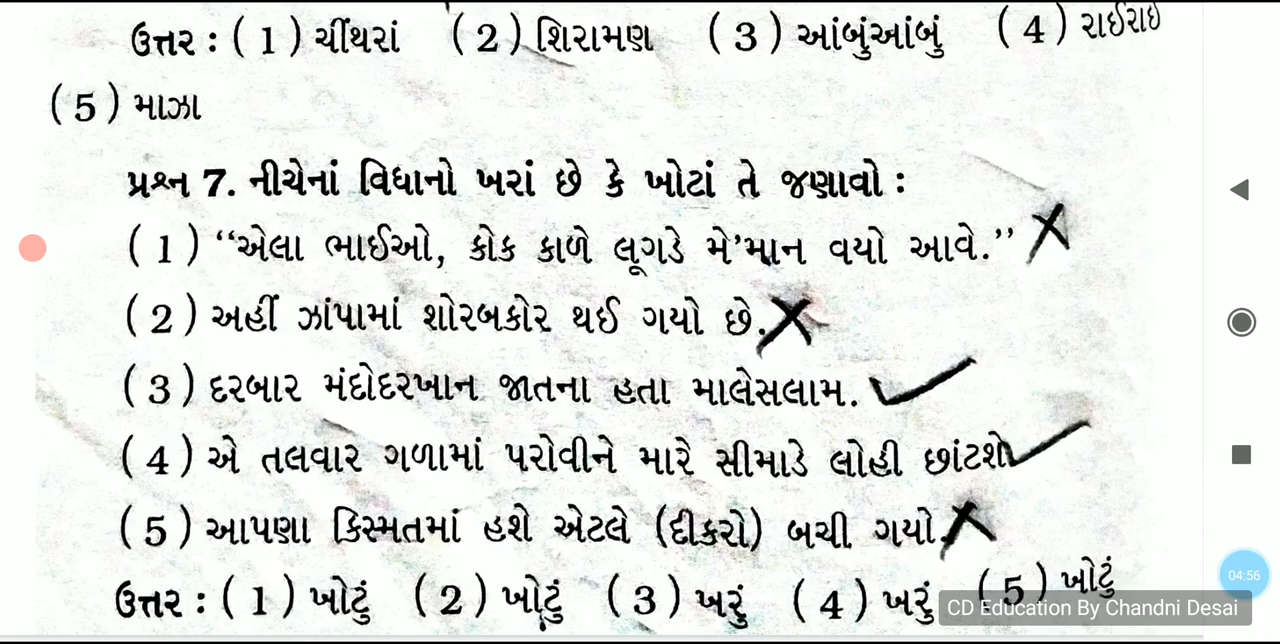 ઉત્તર : ( 1 ) ચીંથરાં ( 2 ) શિરામણ ( 3 ) આંબુંઆંબું ( 4 ) રાઈરાઈ
( 5 ) માઝા
પ્રશ્ન 7. નીચેનાં વિધાનો ખરાં છે કે ખોટાં તે જણાવો :
( 1 ) “એલા ભાઈઓ, કોક કાળે લૂગડે મે’માન વયો આવે.”
( 2 ) અહીં ઝાંપામાં શોરબકોર થઈ ગયો છે.
( 3 ) દરબાર મંદોદરખાન જાતના હતા માલેસલામ.
( 4 ) એ તલવાર ગળામાં પરોવીને મારે સીમાડે લોહી છાંટશે
( 5 ) આપણા કિસ્મતમાં હશે એટલે (દીકરો) બચી ગયો.
ઉત્તર : ( 1 ) ખોટું ( 2 ) ખોટું ( 3 ) ખરું ( 4 ) ખરું ( 5 ) ખોટું
04:56
CD Education By Chandni Desai